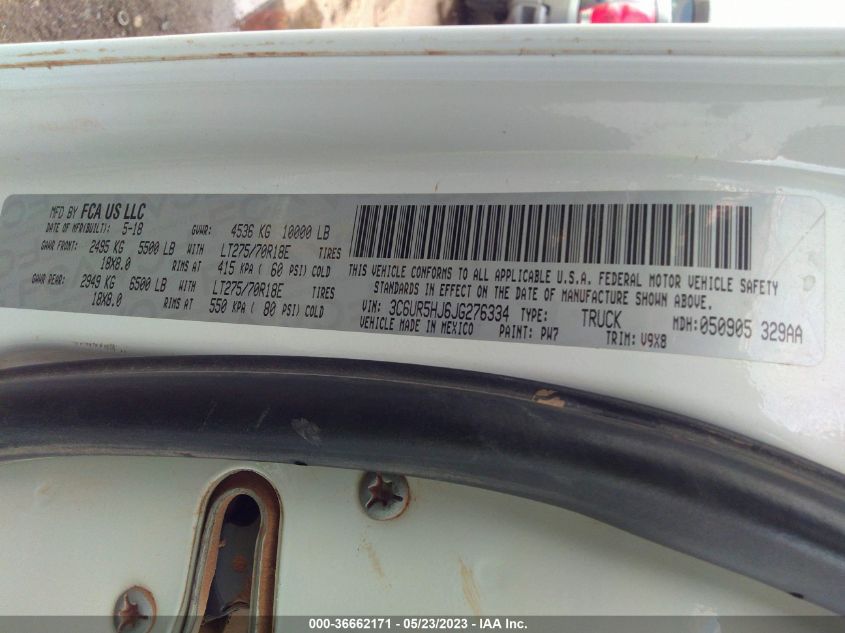 MFD BY FCA US LLC
DATE OF MFR(BUILT): 5-18 GVWR: 4536 KG 10000 LB
GAWR FRONT: 2495 KG 5500 LB WITH LT275/70R18E TIRES
18X8.0 RIMS AT 415 KPA ( 60 PSI) COLD
GAWR REAR: 2949 KG 6500 LB WITH LT275/70R18E TIRES
18X8.0 RIMS AT 550 KPA ( 80 PSI) COLD
THIS VEHICLE CONFORMS TO ALL APPLICABLE U.S.A. FEDERAL MOTOR VEHICLE SAFETY
STANDARDS IN EFFECT ON THE DATE OF MANUFACTURE SHOWN ABOVE.
VIN: 3C6UR5HJ6JG276334 TYPE: TRUCK MDH: 050905 329AA
VEHICLE MADE IN MEXICO PAINT: PW7 TRIM: V9X8
000-36662171 - 05/23/2023 - IAA Inc.